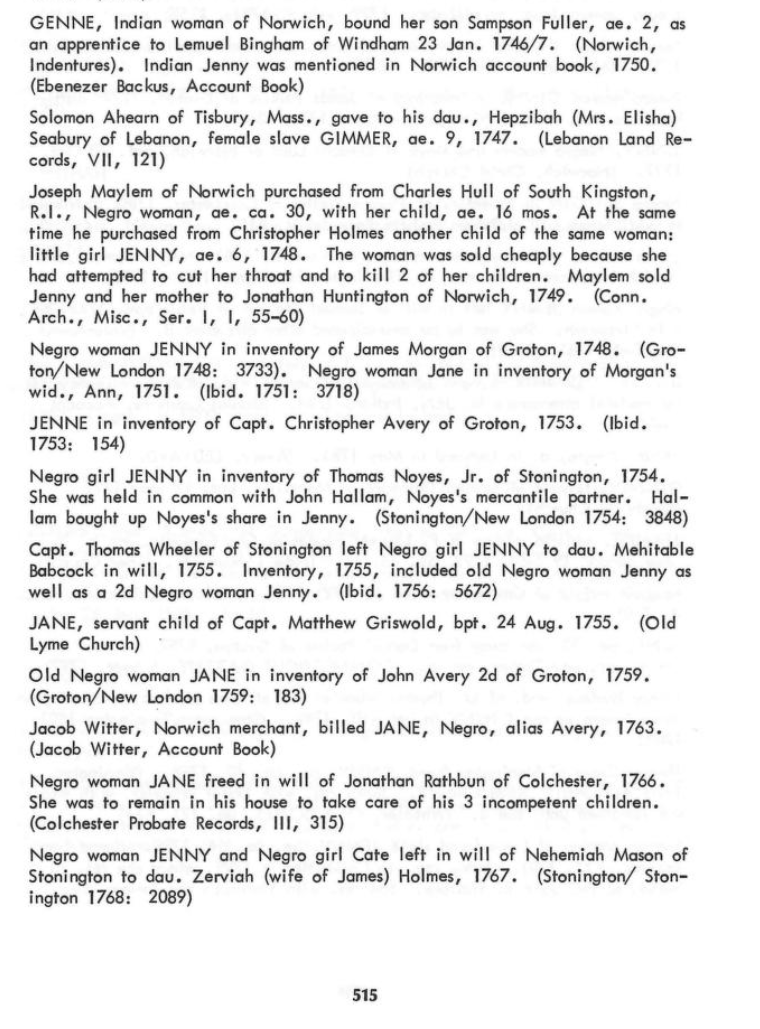 GENNE, Indian woman of Norwich, bound her son Sampson Fuller, ae. 2, as
an apprentice to Lemuel Bingham of Windham 23 Jan. 1746/7. (Norwich,
Indentures). Indian Jenny was mentioned in Norwich account book, 1750.
(Ebenezer Backus, Account Book)
Solomon Ahearn of Tisbury, Mass., gave to his dau., Hepzibah (Mrs. Elisha)
Seabury of Lebanon, female slave GIMMER, ae. 9, 1747. (Lebanon Land Re-
cords, VII, 121)
Joseph Maylem of Norwich purchased from Charles Hull of South Kingston,
R.I., Negro woman, ae. ca. 30, with her child, ae. 16 mos. At the same
time he purchased from Christopher Holmes another child of the same woman:
little girl JENNY, ae. 6, 1748. The woman was sold cheaply because she
had attempted to cut her throat and to kill 2 of her children. Maylem sold
Jenny and her mother to Jonathan Huntington of Norwich, 1749. (Conn.
Arch., Misc., Ser. I, I, 55-60)
Negro woman JENNY in inventory of James Morgan of Groton, 1748. (Gro-
ton/New London 1748: 3733). Negro woman Jane in inventory of Morgan's
wid., Ann, 1751. (Ibid. 1751: 3718)
JENNE in inventory of Capt. Christopher Avery of Groton, 1753. (Ibid.
1753: 154)
Negro girl JENNY in inventory of Thomas Noyes, Jr. of Stonington, 1754.
She was held in common with John Hallam, Noyes's mercantile partner. Hal-
lam bought up Noyes's share in Jenny. (Stonington/New London 1754: 3848)
Capt. Thomas Wheeler of Stonington left Negro girl JENNY to dau. Mehitable
Babcock in will, 1755. Inventory, 1755, included old Negro woman Jenny as
well as a 2d Negro woman Jenny. (Ibid. 1756: 5672)
JANE, servant child of Capt. Matthew Griswold, bpt. 24 Aug. 1755. (Old
Lyme Church)
Old Negro woman JANE in inventory of John Avery 2d of Groton, 1759.
(Groton/New London 1759: 183)
Jacob Witter, Norwich merchant, billed JANE, Negro, alias Avery, 1763.
(Jacob Witter, Account Book)
Negro woman JANE freed in will of Jonathan Rathbun of Colchester, 1766.
She was to remain in his house to take care of his 3 incompetent children.
(Colchester Probate Records, III, 315)
Negro woman JENNY and Negro girl Cate left in will of Nehemiah Mason of
Stonington to dau. Zerviah (wife of James) Holmes, 1767. (Stonington/ Ston-
ington 1768: 2089)
515